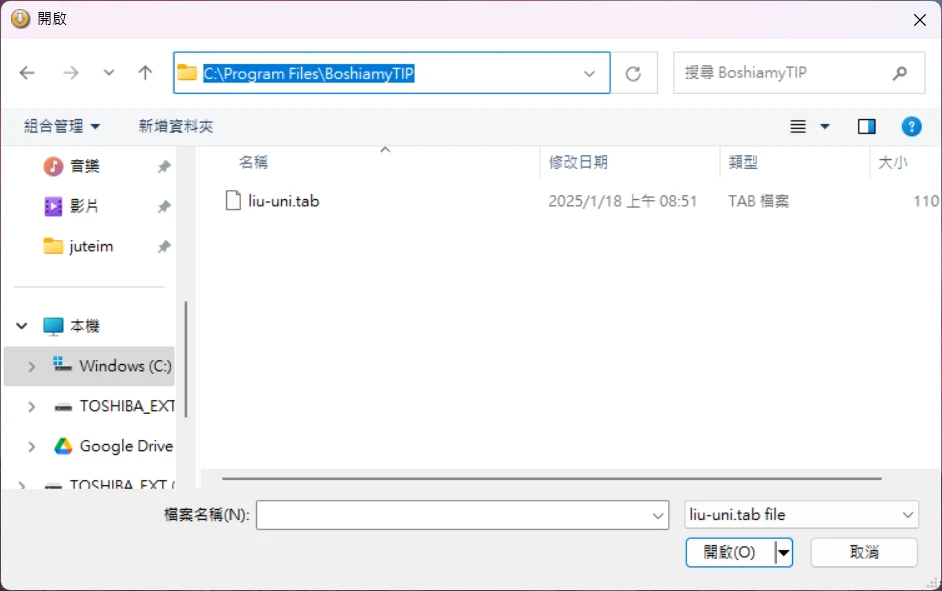 開啟
C:\Program Files\BoshiamyTIP
搜尋 BoshiamyTIP
組合管理
新增資料夾
名稱
修改日期
類型
大小
音樂
影片
juteim
本機
Windows (C:)
TOSHIBA_EXT
Google Drive
TOSHIBA_EXT (
liu-uni.tab
2025/1/18 上午 08:51
TAB 檔案
110
檔案名稱(N):
liu-uni.tab file
開啟(O)
取消